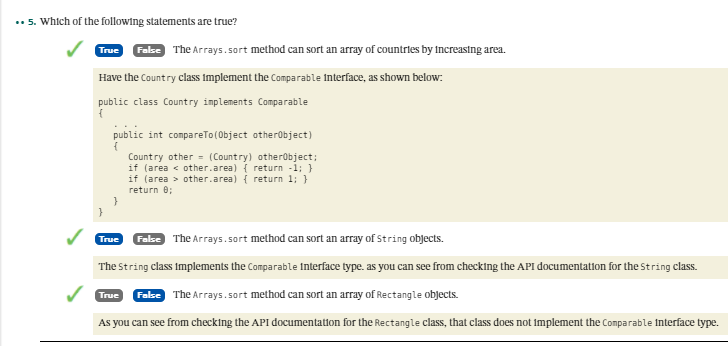 •• 5. Which of the following statements are true?
True False The Arrays.sort method can sort an array of countries by increasing area.
Have the Country class implement the Comparable interface, as shown below:
public class Country implements Comparable
{
. . .
public int compareTo(Object otherObject)
{
Country other = (Country) otherObject;
if (area < other.area) { return -1; }
if (area > other.area) { return 1; }
return 0;
}
}
True False The Arrays.sort method can sort an array of String objects.
The String class implements the Comparable interface type. as you can see from checking the API documentation for the String class.
True False The Arrays.sort method can sort an array of Rectangle objects.
As you can see from checking the API documentation for the Rectangle class, that class does not implement the Comparable interface type.